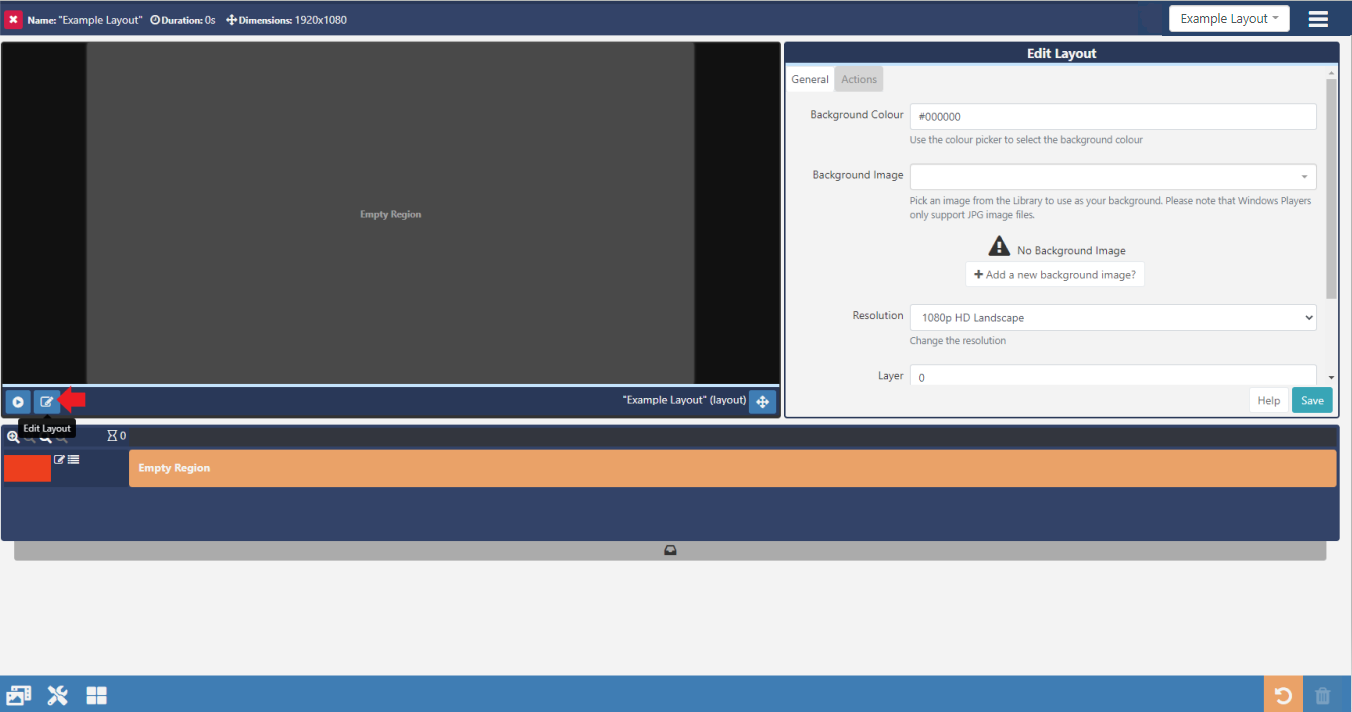 Name: "Example Layout" Duration: 0s Dimensions: 1920x1080
Example Layout
Empty Region
"Example Layout" (layout)
Edit Layout
General Actions
Background Colour #000000
Use the colour picker to select the background colour
Background Image
Pick an image from the Library to use as your background. Please note that Windows Players
only support JPG image files.
No Background Image
Add a new background image?
Resolution 1080p HD Landscape
Change the resolution
Layer 0
Help Save
Edit Layout
0
Empty Region